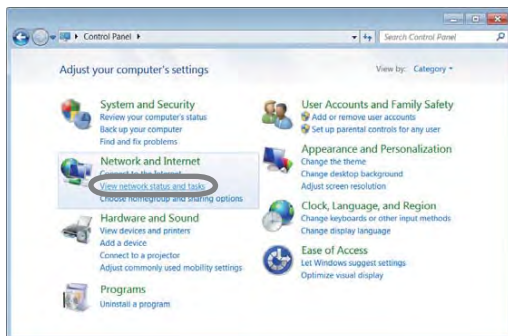 Control Panel
Search Control Panel
Adjust your computer's settings
View by: Category
System and Security
Review your computer's status
Back up your computer
Find and fix problems
Network and Internet
Connect to the Internet
View network status and tasks
Choose homegroup and sharing options
Hardware and Sound
View devices and printers
Add a device
Connect to a projector
Adjust commonly used mobility settings
Programs
Uninstall a program
User Accounts and Family Safety
Add or remove user accounts
Set up parental controls for any user
Appearance and Personalization
Change the theme
Change desktop background
Adjust screen resolution
Clock, Language, and Region
Change keyboards or other input methods
Change display language
Ease of Access
Let Windows suggest settings
Optimize visual display